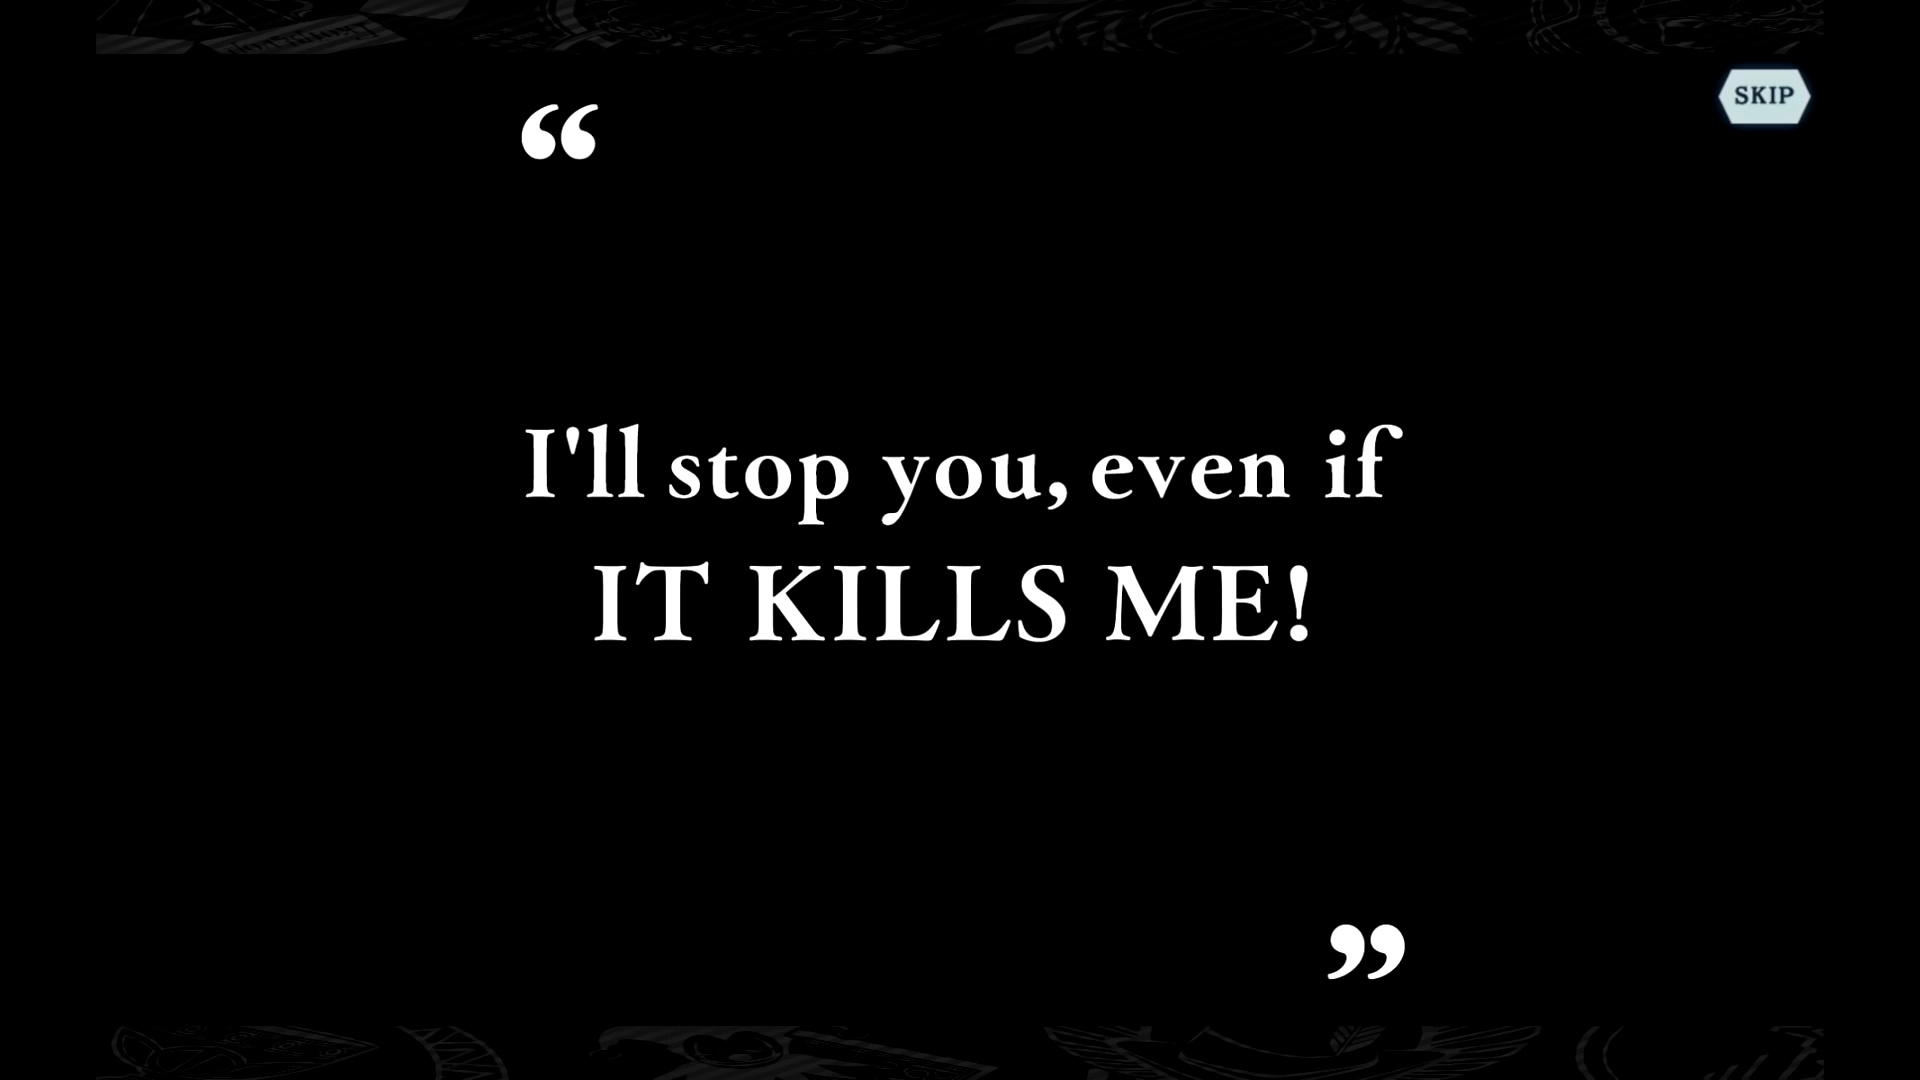 SKIP
“
I'll stop you, even if
IT KILLS ME!
”